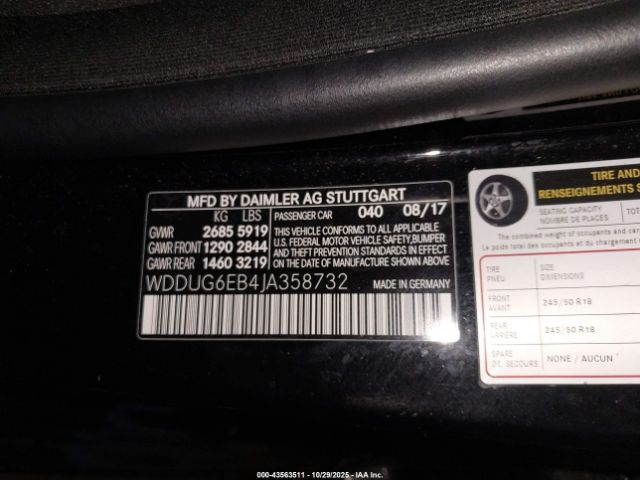 MFD BY DAIMLER AG STUTTGART
KG LBS PASSENGER CAR 040 08/17
GVWR 2685 5919
GAWR FRONT 1290 2844
GAWR REAR 1460 3219
THIS VEHICLE CONFORMS TO ALL APPLICABLE
U.S. FEDERAL MOTOR VEHICLE SAFETY, BUMPER
AND THEFT PREVENTION STANDARDS IN EFFECT
ON THE DATE OF MANUFACTURE SHOWN ABOVE
WDDUG6EB4JA358732 MADE IN GERMANY
TIRE AND
RENSEIGNEMENTS S
SEATING CAPACITY
NOMBRE DE PLACES
TOT
The combined weight of occupants and car
Le poids total des occupants et du chargement
TIRE
PNEU
SIZE
DIMENSIONS
FRONT
AVANT
245/50 R18
REAR
ARRIÈRE
245/50 R18
SPARE
DE SECOURS
NONE / AUCUN
000-43563511 - 10/29/2025 - IAA Inc.